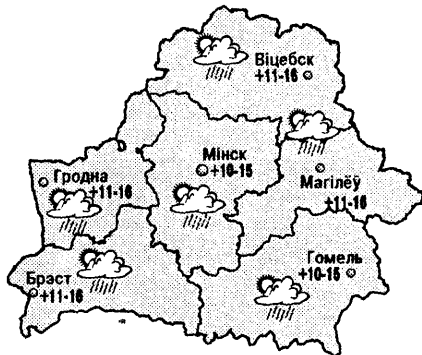 Віцебск
+11-16
Мінск
+10-15
Гродна
+11-16
Магілёў
+11-16
Гомель
+10-15
Брэст
+11-16